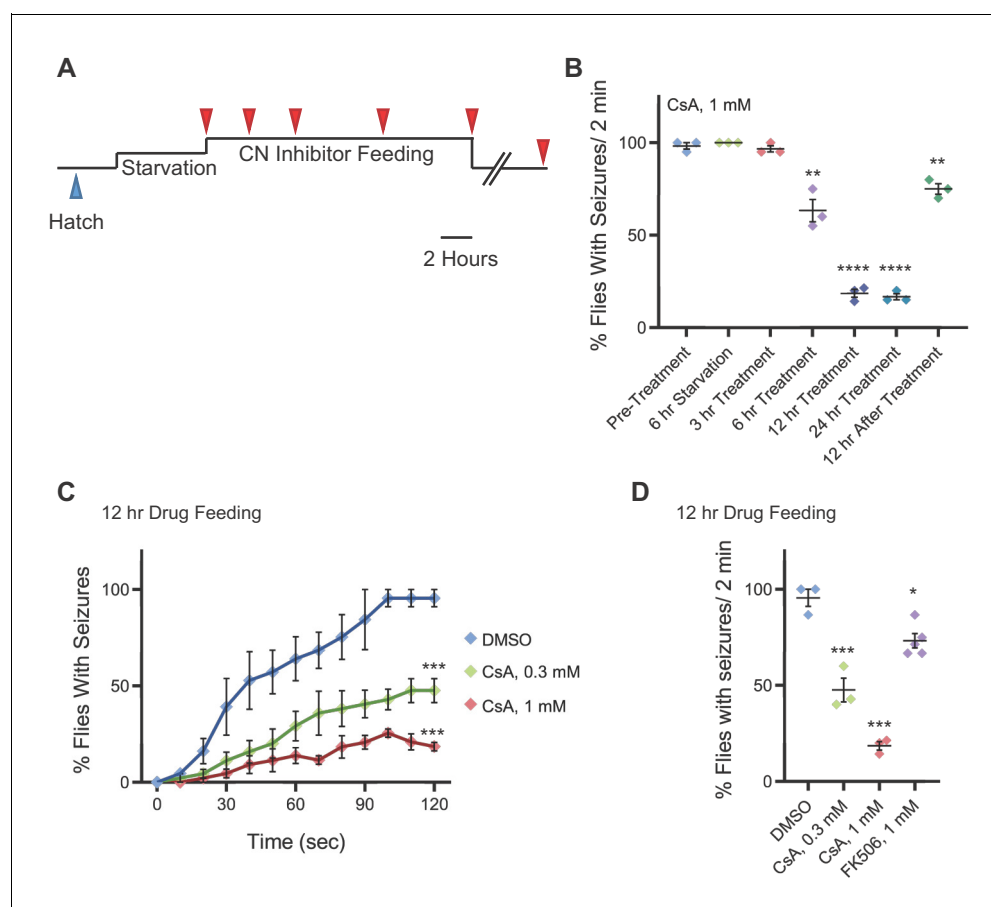 A
Starvation
CN Inhibitor Feeding
Hatch
2 Hours
B
CsA, 1 mM
% Flies With Seizures/ 2 min
100
50
0
**
****
****
**
Pre-Treatment
6 hr Starvation
3 hr Treatment
6 hr Treatment
12 hr Treatment
24 hr Treatment
12 hr After Treatment
C
12 hr Drug Feeding
% Flies With Seizures
100
50
0
0
30
60
90
120
Time (sec)
***
***
DMSO
CsA, 0.3 mM
CsA, 1 mM
D
12 hr Drug Feeding
% Flies with seizures/ 2 min
100
50
0
***
***
*
DMSO
CsA, 0.3 mM
CsA, 1 mM
FK506, 1 mM